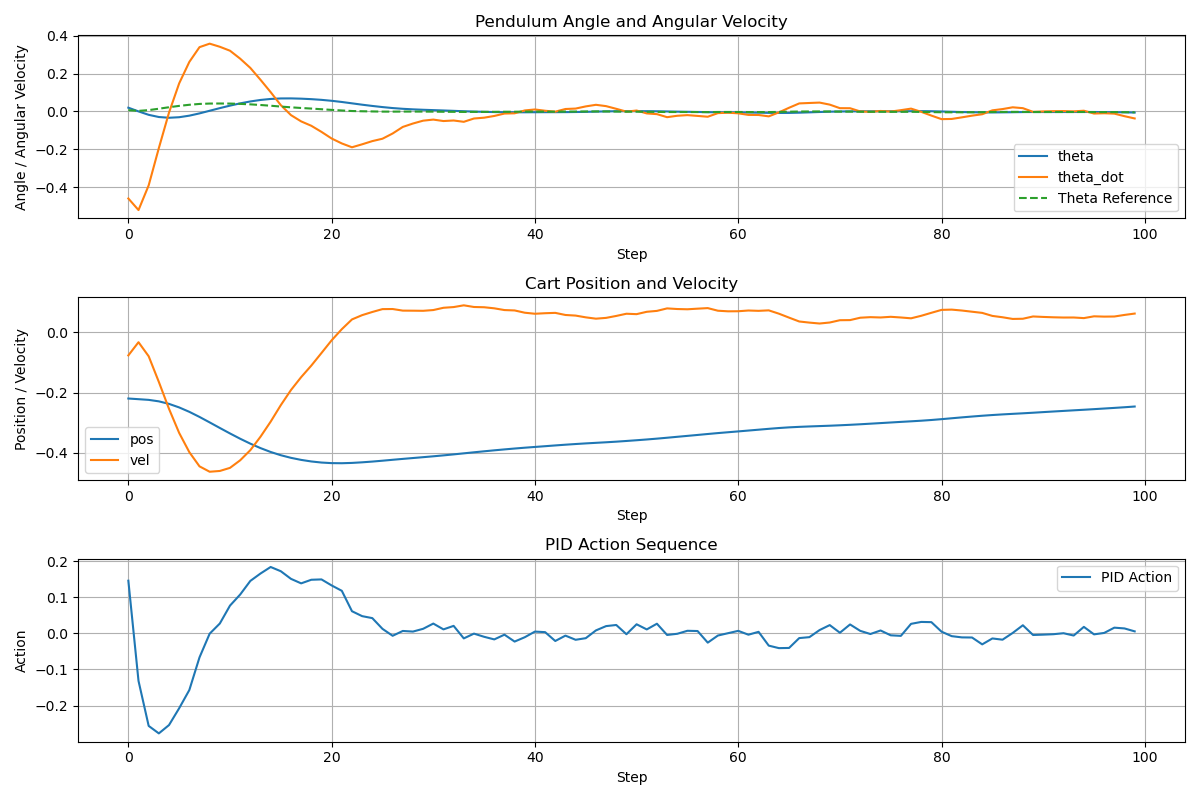 Pendulum Angle and Angular Velocity
Angle / Angular Velocity
0.4
0.2
0.0
−0.2
−0.4
theta
theta_dot
Theta Reference
0 20 40 60 80 100
Step
Cart Position and Velocity
Position / Velocity
0.0
−0.2
−0.4
pos
vel
0 20 40 60 80 100
Step
PID Action Sequence
Action
0.2
0.1
0.0
−0.1
−0.2
PID Action
0 20 40 60 80 100
Step